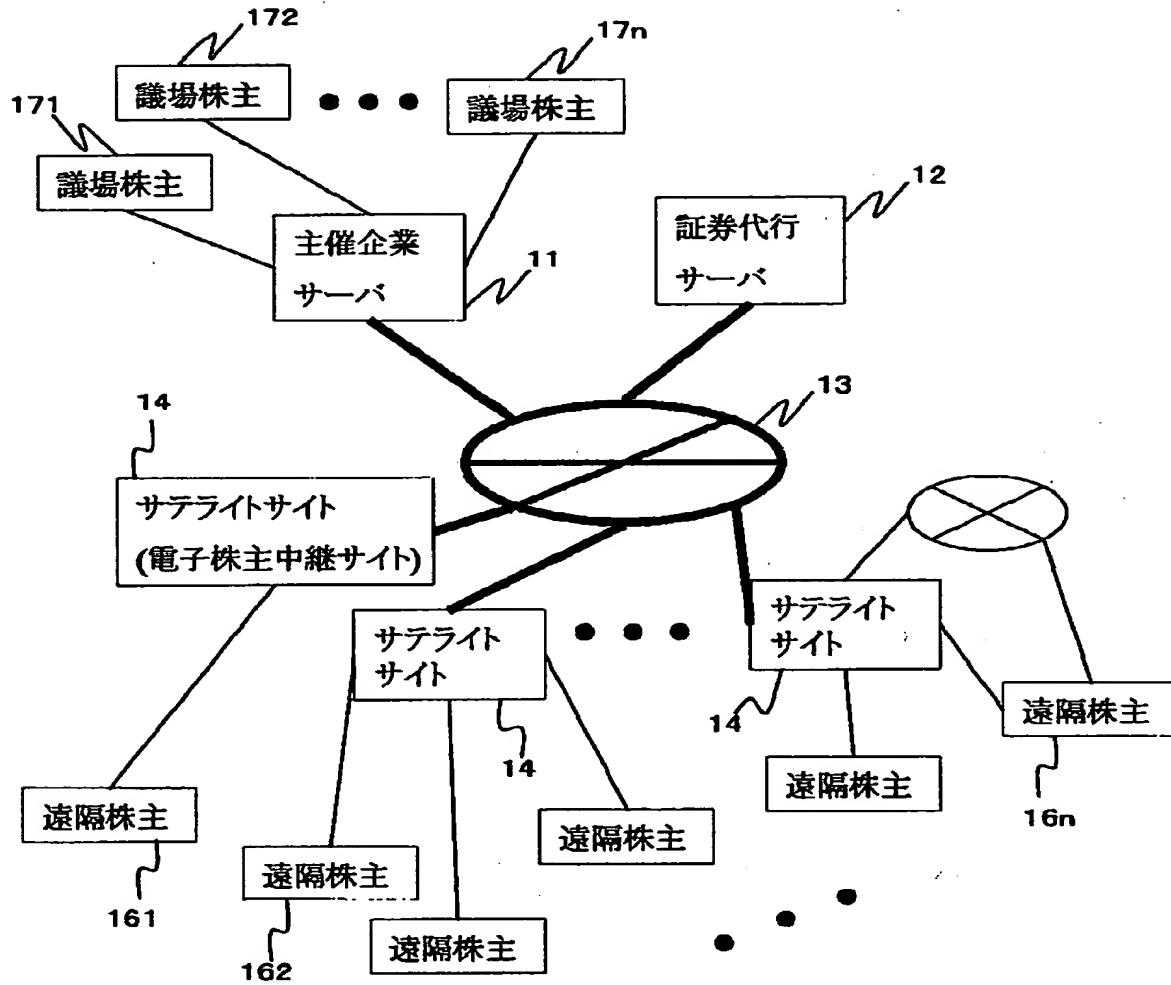 172
17n
議場株主
議場株主
171
議場株主
12
証券代行
サーバ
主催企業
サーバ
11
13
14
サテライトサイト
(電子株主中継サイト)
サテライト
サイト
14
サテライト
サイト
14
遠隔株主
16n
遠隔株主
遠隔株主
161
遠隔株主
遠隔株主
162
遠隔株主